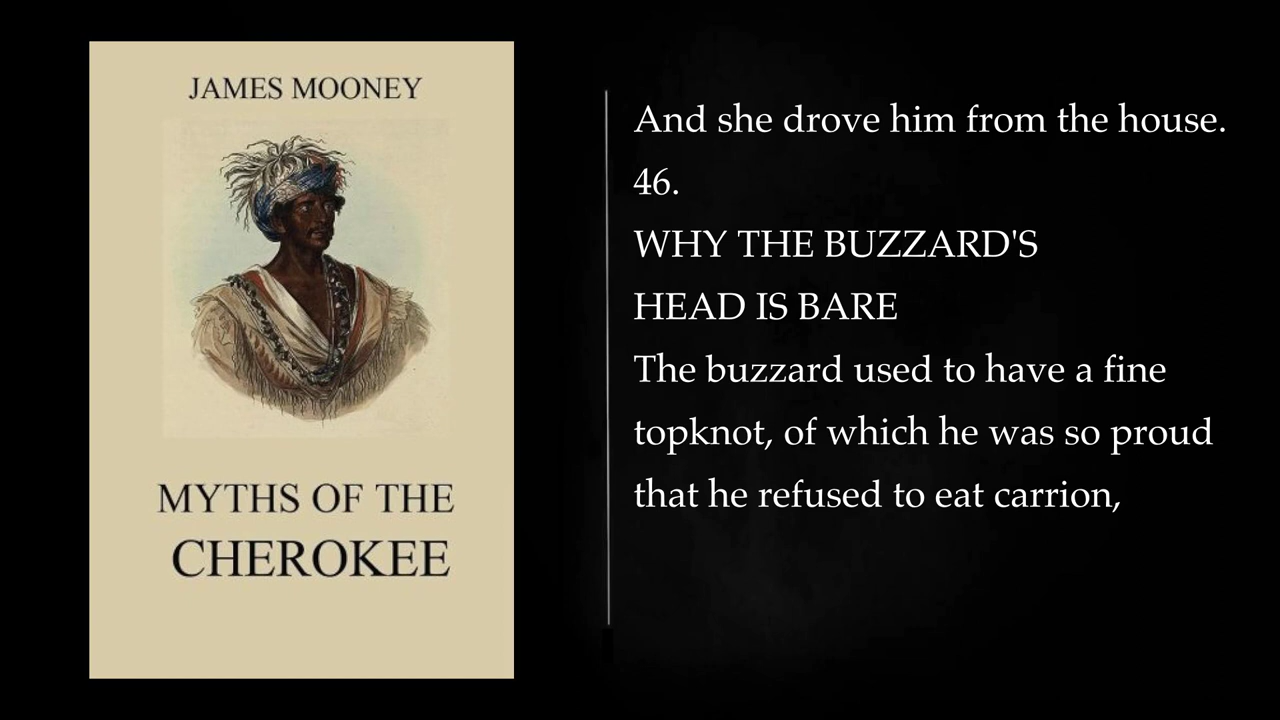 JAMES MOONEY
MYTHS OF THE
CHEROKEE
And she drove him from the house.
46.
WHY THE BUZZARD'S
HEAD IS BARE
The buzzard used to have a fine
topknot, of which he was so proud
that he refused to eat carrion,